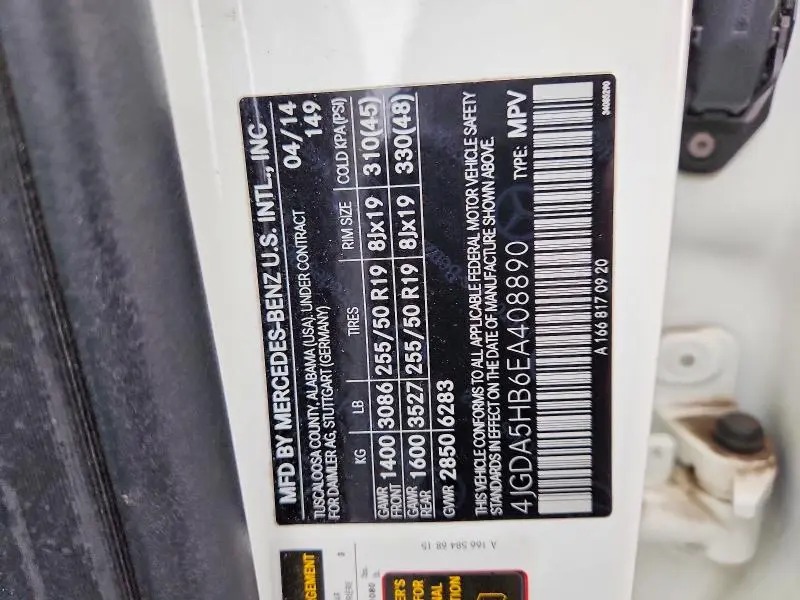 MFD BY MERCEDES-BENZ U.S. INTL., INC
TUSCALOOSA COUNTY, ALABAMA (USA), UNDER CONTRACT 04/14
FOR DAIMLER AG, STUTTGART (GERMANY) 149
KG LB TIRES RIM SIZE COLD KPA (PSI)
GAWR FRONT 1400 3086 255/50 R19 8Jx19 310(45)
GAWR REAR 1600 3527 255/50 R19 8Jx19 330(48)
GVWR 2850 6283
THIS VEHICLE CONFORMS TO ALL APPLICABLE FEDERAL MOTOR VEHICLE SAFETY
STANDARDS IN EFFECT ON THE DATE OF MANUFACTURE SHOWN ABOVE.
4JGDA5HB6EA408890 TYPE: MPV
A 166 817 09 20
34085290
A 166 584 68 15